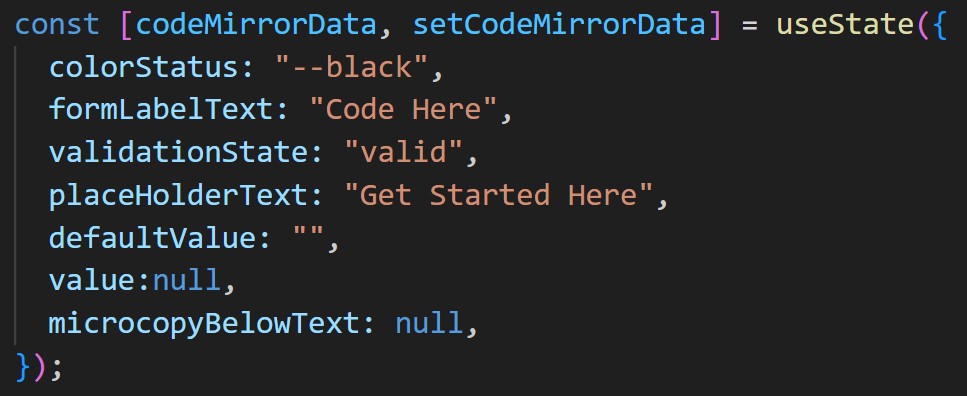 const [codeMirrorData, setCodeMirrorData] = useState({
  colorStatus: "--black",
  formLabelText: "Code Here",
  validationState: "valid",
  placeHolderText: "Get Started Here",
  defaultValue: "",
  value:null,
  microcopyBelowText: null,
});